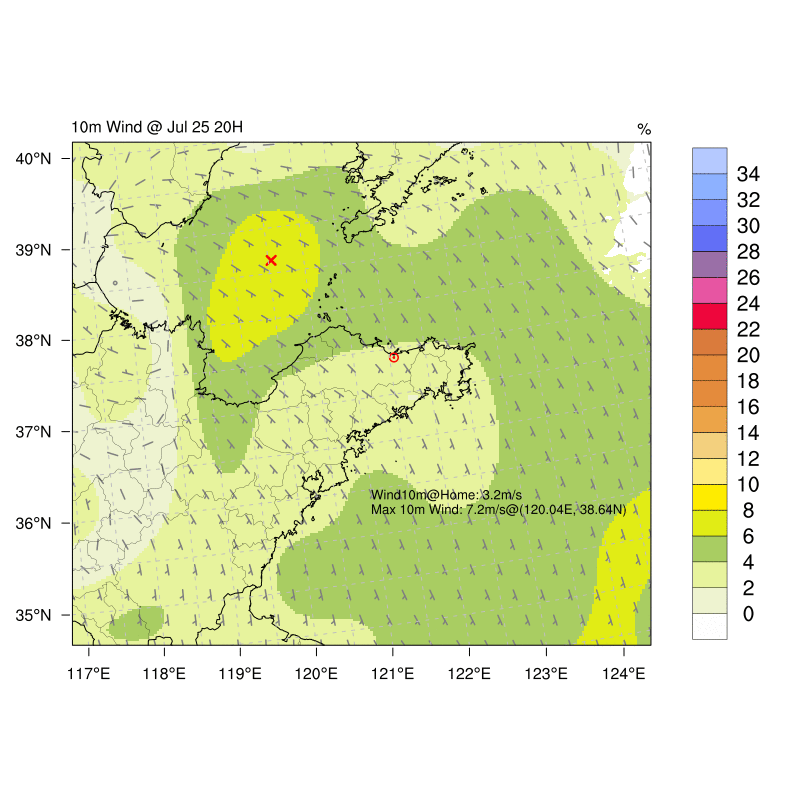 10m Wind @ Jul 25 20H
%
40°N
39°N
38°N
37°N
36°N
35°N
117°E
118°E
119°E
120°E
121°E
122°E
123°E
124°E
Wind10m@Home: 3.2m/s
Max 10m Wind: 7.2m/s@(120.04E, 38.64N)
34
32
30
28
26
24
22
20
18
16
14
12
10
8
6
4
2
0